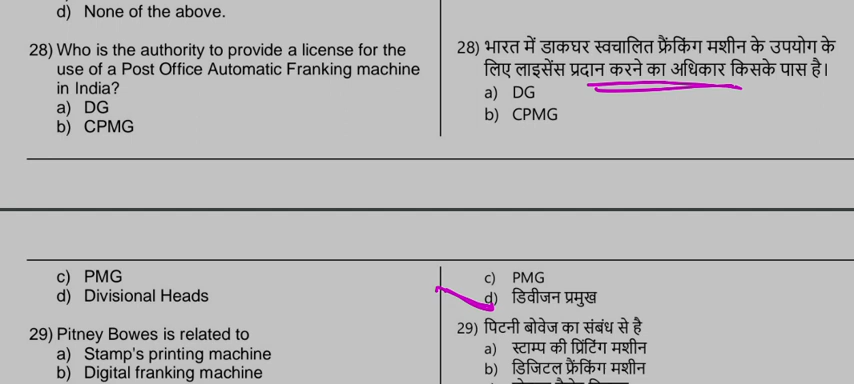 d) None of the above.
28) Who is the authority to provide a license for the
use of a Post Office Automatic Franking machine
in India?
a) DG
b) CPMG
28) भारत में डाकघर स्वचालित फ्रैंकिंग मशीन के उपयोग के
लिए लाइसेंस प्रदान करने का अधिकार किसके पास है।
a) DG
b) CPMG
c) PMG
d) Divisional Heads
29) Pitney Bowes is related to
a) Stamp's printing machine
b) Digital franking machine
c) PMG
d) डिवीजन प्रमुख
29) पिटनी बोवेज का संबंध से है
a) स्टाम्प की प्रिंटिंग मशीन
b) डिजिटल फ्रैंकिंग मशीन